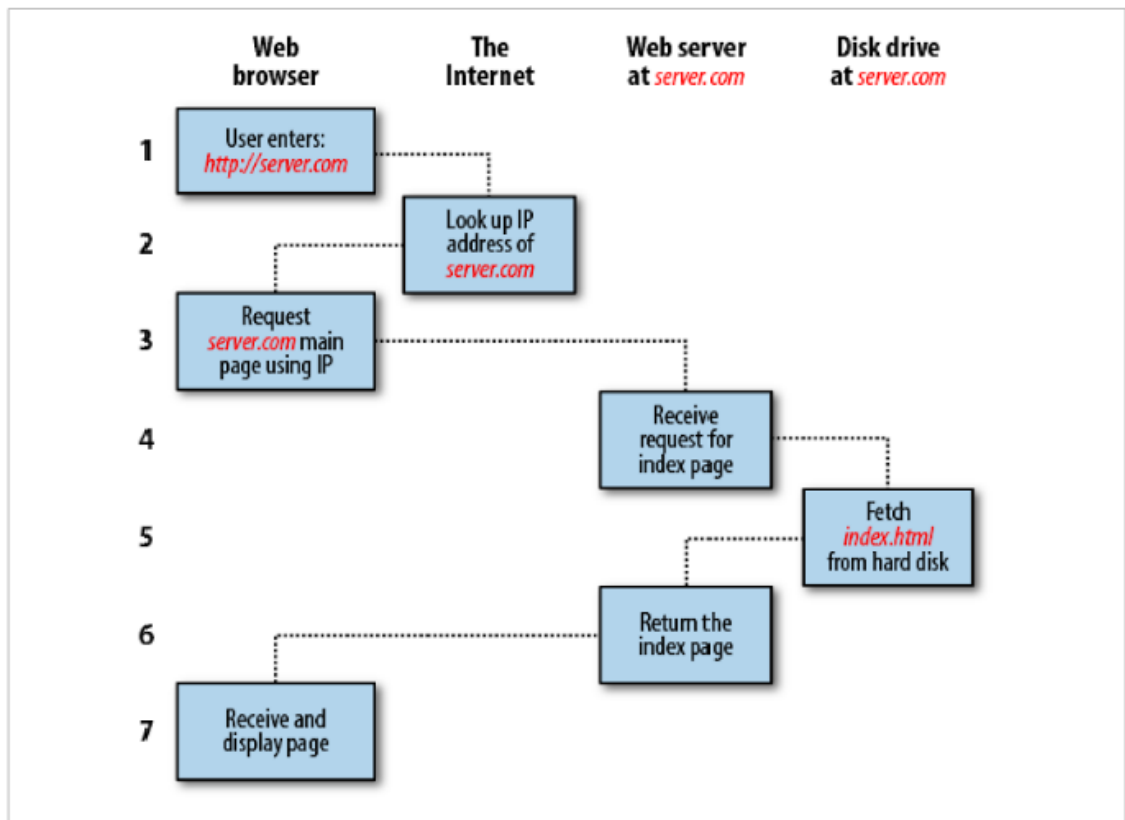 Web
browser
The
Internet
Web server
at server.com
Disk drive
at server.com
1
User enters:
http://server.com
2
Look up IP
address of
server.com
3
Request
server.com main
page using IP
4
Receive
request for
index page
5
Fetch
index.html
from hard disk
6
Return the
index page
7
Receive and
display page